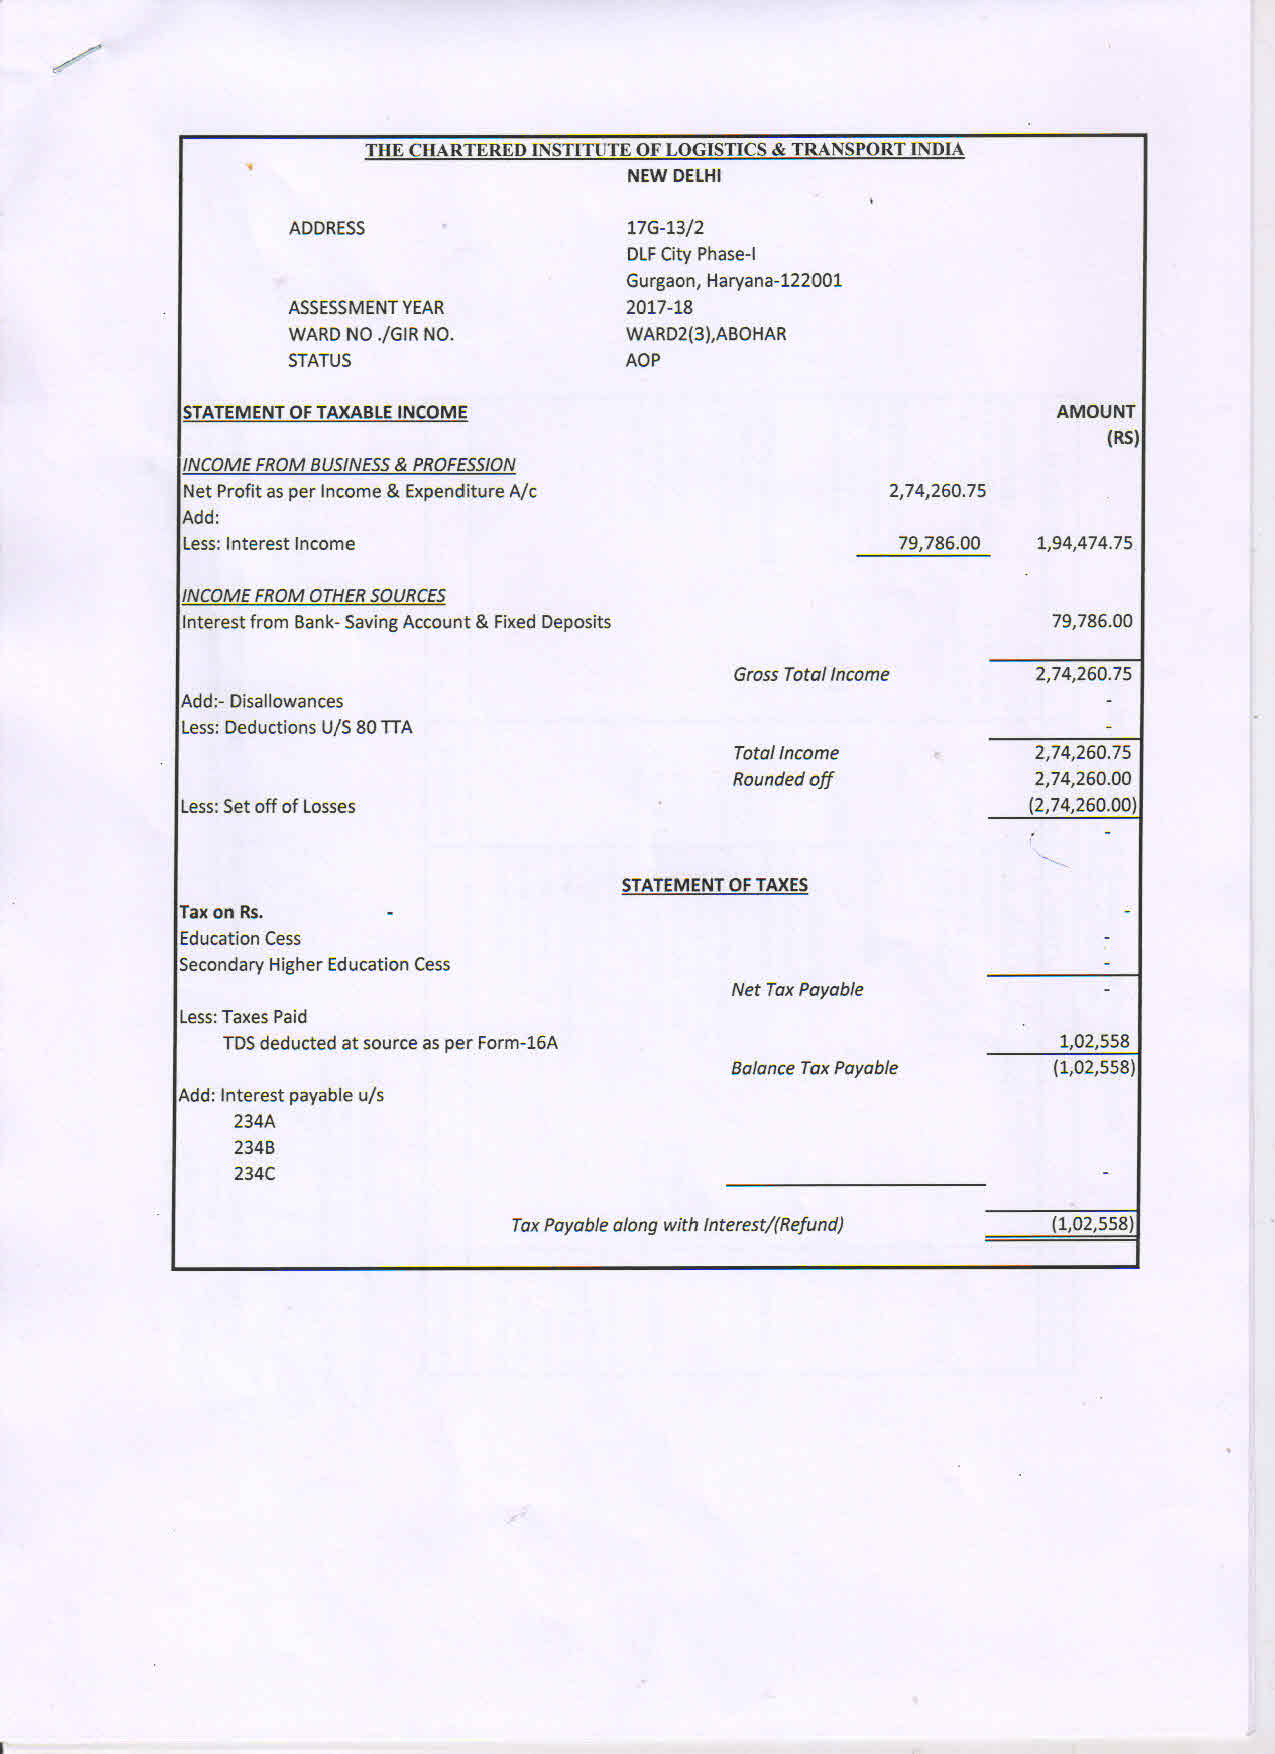 THE CHARTERED INSTITUTE OF LOGISTICS & TRANSPORT INDIA
NEW DELHI
ADDRESS 17G-13/2
DLF City Phase-I
Gurgaon, Haryana-122001
ASSESSMENT YEAR 2017-18
WARD NO ./GIR NO. WARD2(3),ABOHAR
STATUS AOP
STATEMENT OF TAXABLE INCOME AMOUNT
(RS)
INCOME FROM BUSINESS & PROFESSION
Net Profit as per Income & Expenditure A/c 2,74,260.75
Add:
Less: Interest Income 79,786.00 1,94,474.75
INCOME FROM OTHER SOURCES
Interest from Bank- Saving Account & Fixed Deposits 79,786.00
Gross Total Income 2,74,260.75
Add:- Disallowances -
Less: Deductions U/S 80 TTA -
Total Income 2,74,260.75
Rounded off 2,74,260.00
Less: Set off of Losses (2,74,260.00)
-
STATEMENT OF TAXES
Tax on Rs. - -
Education Cess -
Secondary Higher Education Cess -
Net Tax Payable -
Less: Taxes Paid
TDS deducted at source as per Form-16A 1,02,558
Balance Tax Payable (1,02,558)
Add: Interest payable u/s
234A
234B
234C -
Tax Payable along with Interest/(Refund) (1,02,558)